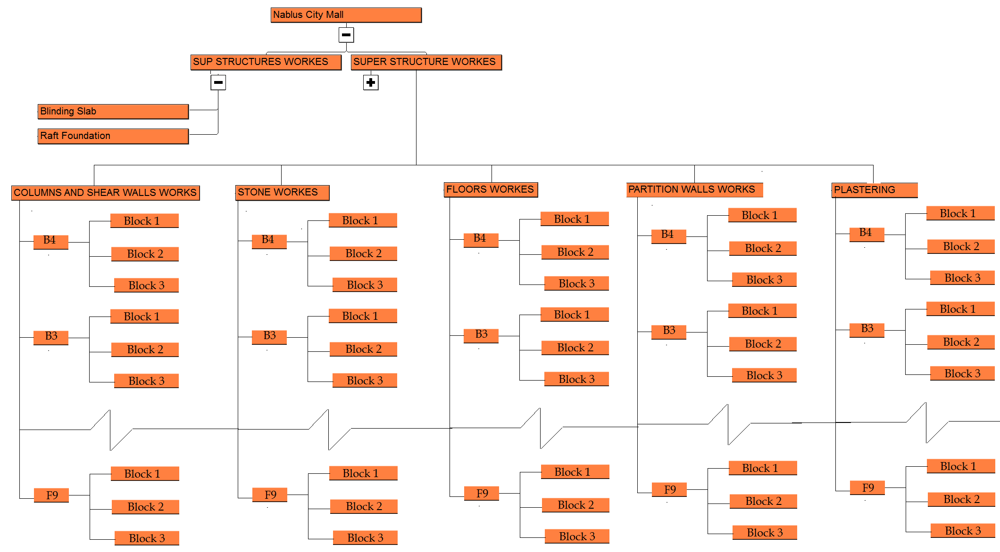 Nablus City Mall
SUP STRUCTURES WORKES
SUPER STRUCTURE WORKES
Blinding Slab
Raft Foundation
COLUMNS AND SHEAR WALLS WORKS
B4
Block 1
Block 2
Block 3
B3
Block 1
Block 2
Block 3
F9
Block 1
Block 2
Block 3
STONE WORKES
B4
Block 1
Block 2
Block 3
B3
Block 1
Block 2
Block 3
F9
Block 1
Block 2
Block 3
FLOORS WORKES
B4
Block 1
Block 2
Block 3
B3
Block 1
Block 2
Block 3
F9
Block 1
Block 2
Block 3
PARTITION WALLS WORKS
B4
Block 1
Block 2
Block 3
B3
Block 1
Block 2
Block 3
F9
Block 1
Block 2
Block 3
PLASTERING
B4
Block 1
Block 2
Block 3
B3
Block 1
Block 2
Block 3
F9
Block 1
Block 2
Block 3